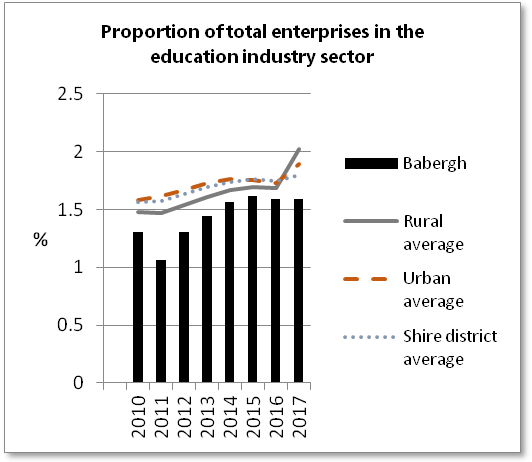 Proportion of total enterprises in the
education industry sector
2.5
2
1.5
1
0.5
0
%
2010
2011
2012
2013
2014
2015
2016
2017
Babergh
Rural
average
Urban
average
Shire district
average